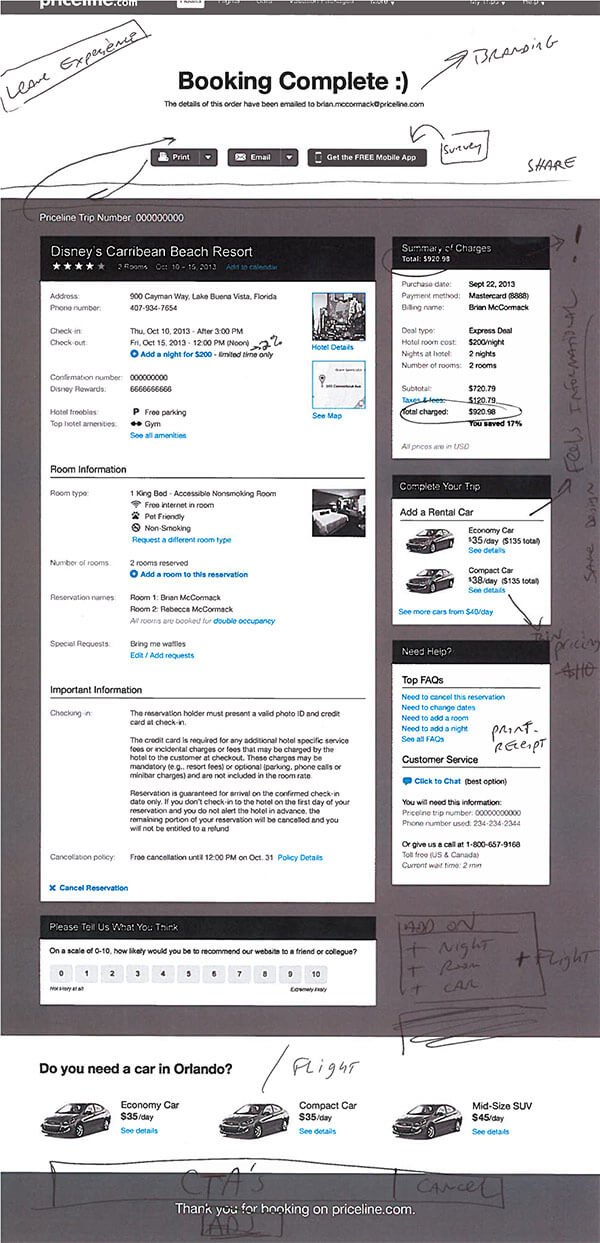 priceline.com
Hotels Flights Cars Vacation Packages More My Trips Help
Leave Experience
BRANDING
Booking Complete :)
The details of this order have been emailed to brian.mccormack@priceline.com
SURVEY
Print
Email
Get the FREE Mobile App
SHARE
Priceline Trip Number 000000000
Disney's Carribean Beach Resort
2 Rooms Oct 10 - 15, 2013 Add to calendar
Address: 900 Cayman Way, Lake Buena Vista, Florida
Phone number: 407-934-7654
Check-in: Thu, Oct 10, 2013 - After 3:00 PM
Check-out: Fri, Oct 15, 2013 - 12:00 PM (Noon)
Add a night for $200 - limited time only
Hotel Details
Confirmation number: 000000000
Disney Rewards: 6666666666
Hotel freebies: P Free parking
Top hotel amenities: Gym
See all amenities
See Map
Room Information
Room type: 1 King Bed - Accessible Nonsmoking Room
Free internet in room
Pet Friendly
Non-Smoking
Request a different room type
Number of rooms: 2 rooms reserved
Add a room to this reservation
Reservation names: Room 1: Brian McCormack
Room 2: Rebecca McCormack
All rooms are booked for double occupancy
Special Requests: Bring me waffles
Edit / Add requests
Important Information
Checking-in: The reservation holder must present a valid photo ID and credit
card at check-in.
The credit card is required for any additional hotel specific service
fees or incidental charges or fees that may be charged by the
hotel to the customer at checkout. These charges may be
mandatory (e.g., resort fees) or optional (parking, phone calls or
minibar charges) and are not included in the room rate.
Reservation is guaranteed for arrival on the confirmed check-in
date only. If you don't check-in to the hotel on the first day of your
reservation and you do not alert the hotel in advance, the
remaining portion of your reservation will be cancelled and you
will not be entitled to a refund
Cancellation policy: Free cancellation until 12:00 PM on Oct. 31 Policy Details
Cancel Reservation
Please Tell Us What You Think
On a scale of 0-10, how likely would you be to recommend our website to a friend or collegue?
0 1 2 3 4 5 6 7 8 9 10
Not likely at all Extremely likely
Summary of Charges
Total: $920.98
Purchase date: Sept 22, 2013
Payment method: Mastercard (8888)
Billing name: Brian McCormack
Deal type: Express Deal
Hotel room cost: $200/night
Nights at hotel: 2 nights
Number of rooms: 2 rooms
Subtotal: $720.79
Taxes & fees: $120.79
Total charged: $920.98
You saved 17%
All prices are in USD
FEELS INFORMATIONAL
SAME DESIGN
Complete Your Trip
Add a Rental Car
Economy Car
$35/day ($135 total)
See details
Compact Car
$38/day ($135 total)
See details
See more cars from $40/day
pricing
Need Help?
Top FAQs
Need to cancel this reservation
Need to change dates
Need to add a room
Need to add a night
See all FAQs
PRINT-
RECEIPT
Customer Service
Click to Chat (best option)
You will need this information:
Priceline trip number: 00000000000
Phone number used: 234-234-2344
Or give us a call at 1-800-657-9168
Toll free (US & Canada)
Current wait time: 2 min
ADD ON
+ NIGHT
+ ROOM
+ CAR
+ FLIGHT
Do you need a car in Orlando? / FLIGHT
Economy Car
$35/day
See details
Compact Car
$35/day
See details
Mid-Size SUV
$45/day
See details
CTA'S
CANCEL
Thank you for booking on priceline.com.
ADS